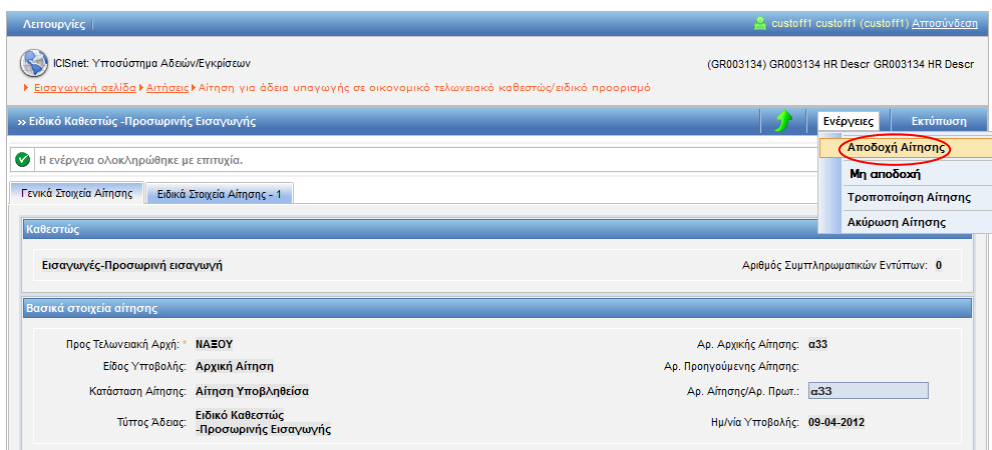 Λειτουργίες
custoff1 custoff1 (custoff1) Αποσύνδεση
ICISnet: Υποσύστημα Αδειών/Εγκρίσεων
(GR003134) GR003134 HR Descr GR003134 HR Descr
Εισαγωγική σελίδα Αιτήσεις Αίτηση για άδεια υπαγωγής σε οικονομικό τελωνειακό καθεστώς/ειδικό προορισμό
» Ειδικό Καθεστώς -Προσωρινής Εισαγωγής
Ενέργειες Εκτύπωση
Αποδοχή Αίτησης
Μη αποδοχή
Τροποποίηση Αίτησης
Ακύρωση Αίτησης
Η ενέργεια ολοκληρώθηκε με επιτυχία.
Γενικά Στοιχεία Αίτησης Ειδικά Στοιχεία Αίτησης - 1
Καθεστώς
Εισαγωγές-Προσωρινή εισαγωγή Αριθμός Συμπληρωματικών Εντύπων: 0
Βασικά στοιχεία αίτησης
Προς Τελωνειακή Αρχή: * ΝΑΞΟΥ Αρ. Αρχικής Αίτησης: α33
Είδος Υποβολής: Αρχική Αίτηση Αρ. Προηγούμενης Αίτησης:
Κατάσταση Αίτησης: Αίτηση Υποβληθείσα Αρ. Αίτησης/Αρ. Πρωτ.: α33
Τύπος Άδειας: Ειδικό Καθεστώς
-Προσωρινής Εισαγωγής Ημ/νία Υποβολής: 09-04-2012